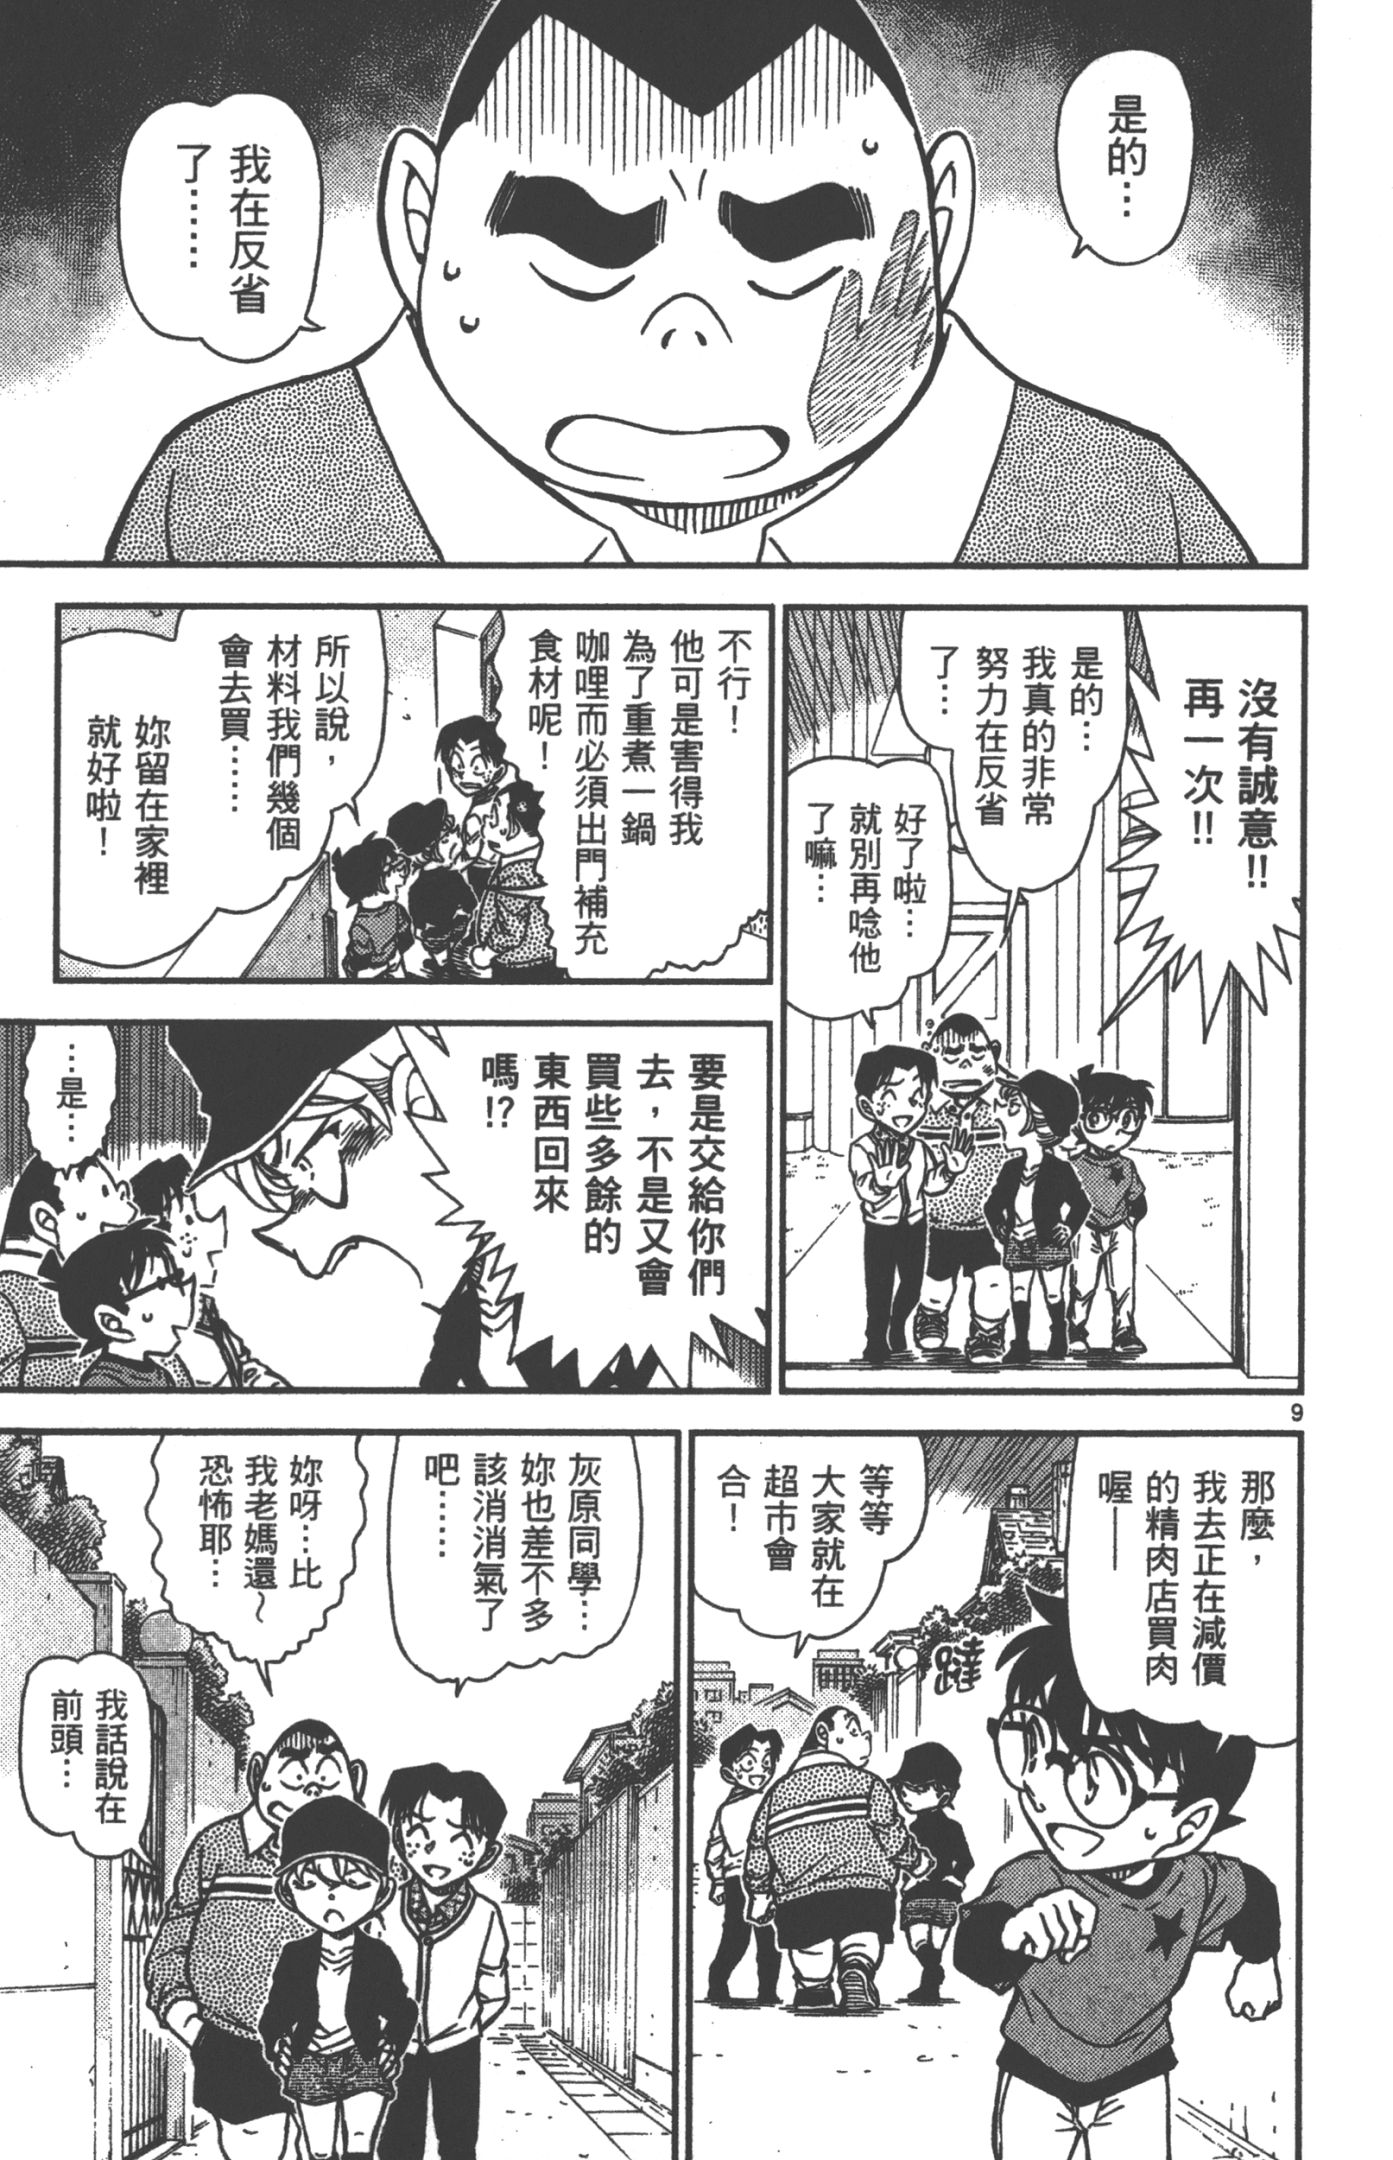 是的…
我在反省
了……
沒有誠意!!
再一次!!
是的…
我真的非常
努力在反省
了…
好了啦…
就別再唸他
了嘛…
不行！
他可是害得我
為了重煮一鍋
咖哩而必須出門補充
食材呢！
所以說，
材料我們幾個
會去買……
妳留在家裡
就好啦！
要是交給你們
去，不是又會
買些多餘的
東西回來
嗎!?
…是…
9
那麼，
我去正在減價
的精肉店買肉
喔──
躂
等等
大家就在
超市會
合！
灰原同學…
妳也差不多
該消消氣了
吧……
妳呀…比
我老媽還～
恐怖耶…
我話說在
前頭…